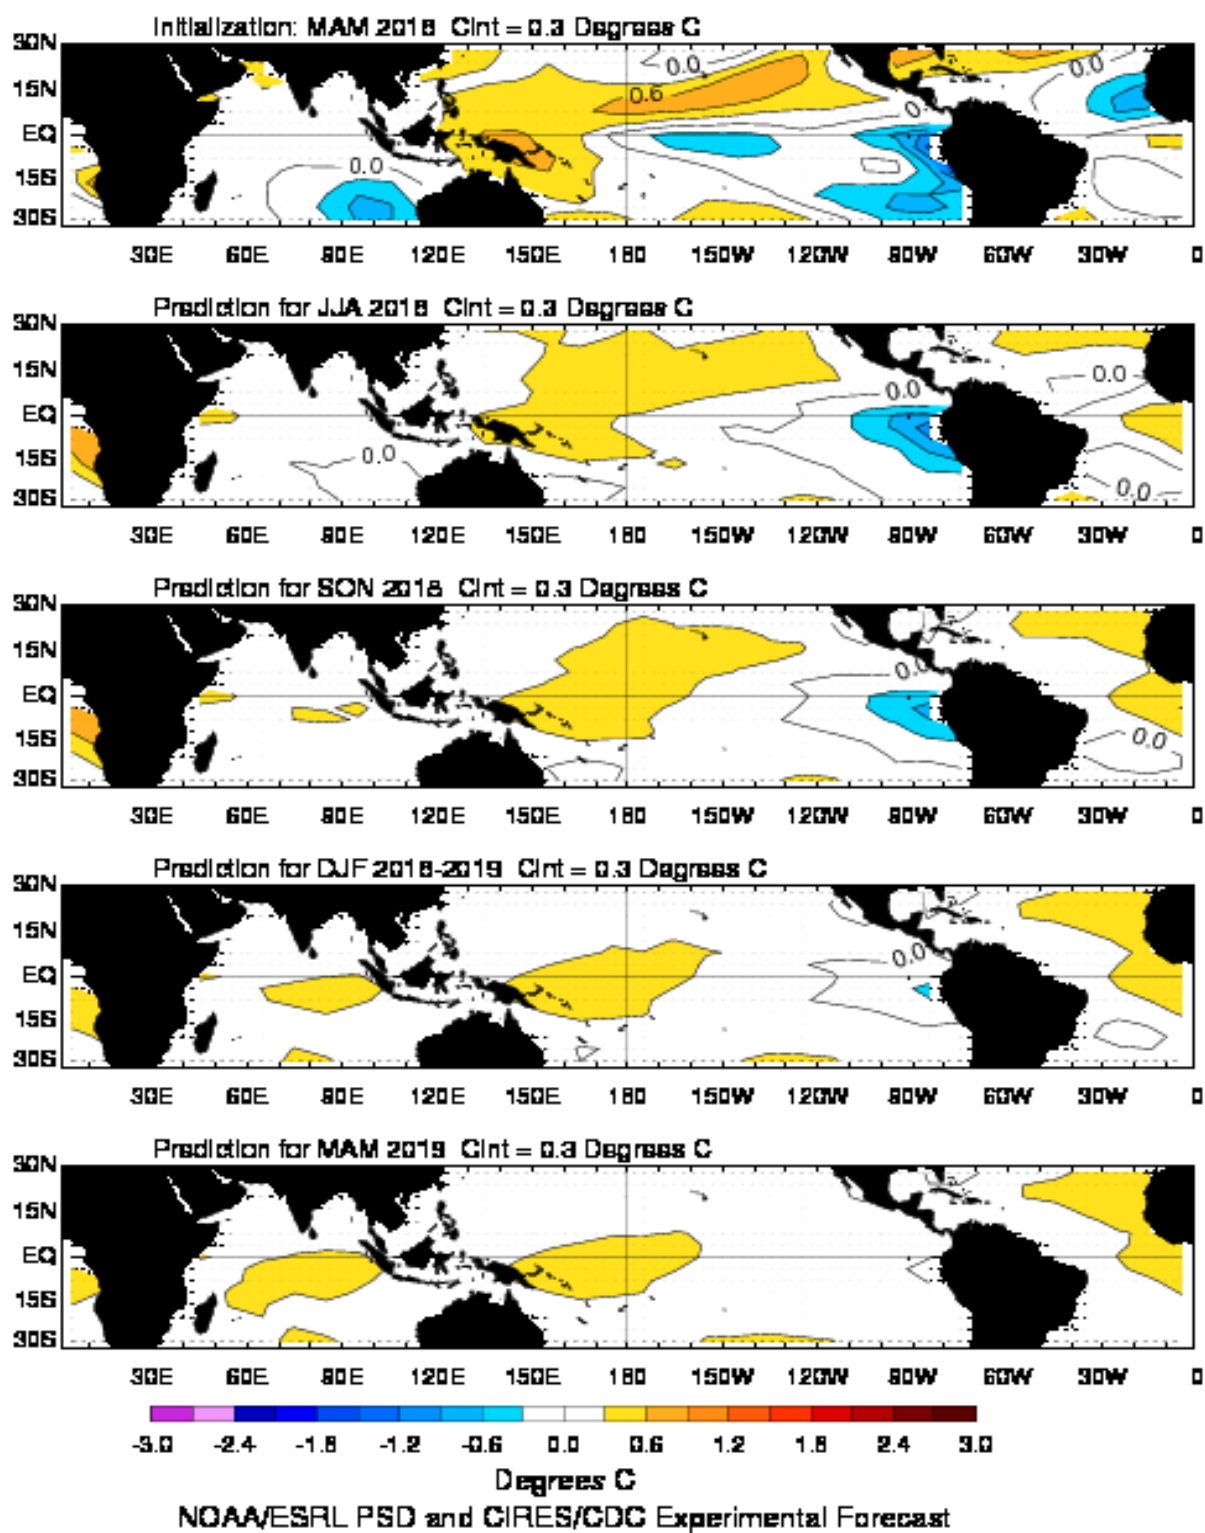 Initialization: MAM 2018 CInt = 0.3 Degrees C
30N
15N
EQ
15S
30S
0.0
0.6
0.0
0.0
0.
30E 60E 90E 120E 150E 180 150W 120W 90W 60W 30W 0
Prediction for JJA 2018 CInt = 0.3 Degrees C
30N
15N
EQ
15S
30S
0.0
0.0
0.0
0.0
30E 60E 90E 120E 150E 180 150W 120W 90W 60W 30W 0
Prediction for SON 2018 CInt = 0.3 Degrees C
30N
15N
EQ
15S
30S
0.0
0.0
30E 60E 90E 120E 150E 180 150W 120W 90W 60W 30W 0
Prediction for DJF 2018-2019 CInt = 0.3 Degrees C
30N
15N
EQ
15S
30S
0.0
30E 60E 90E 120E 150E 180 150W 120W 90W 60W 30W 0
Prediction for MAM 2019 CInt = 0.3 Degrees C
30N
15N
EQ
15S
30S
30E 60E 90E 120E 150E 180 150W 120W 90W 60W 30W 0
-3.0 -2.4 -1.8 -1.2 -0.6 0.0 0.6 1.2 1.8 2.4 3.0
Degrees C
NOAA/ESRL PSD and CIRES/CDC Experimental Forecast